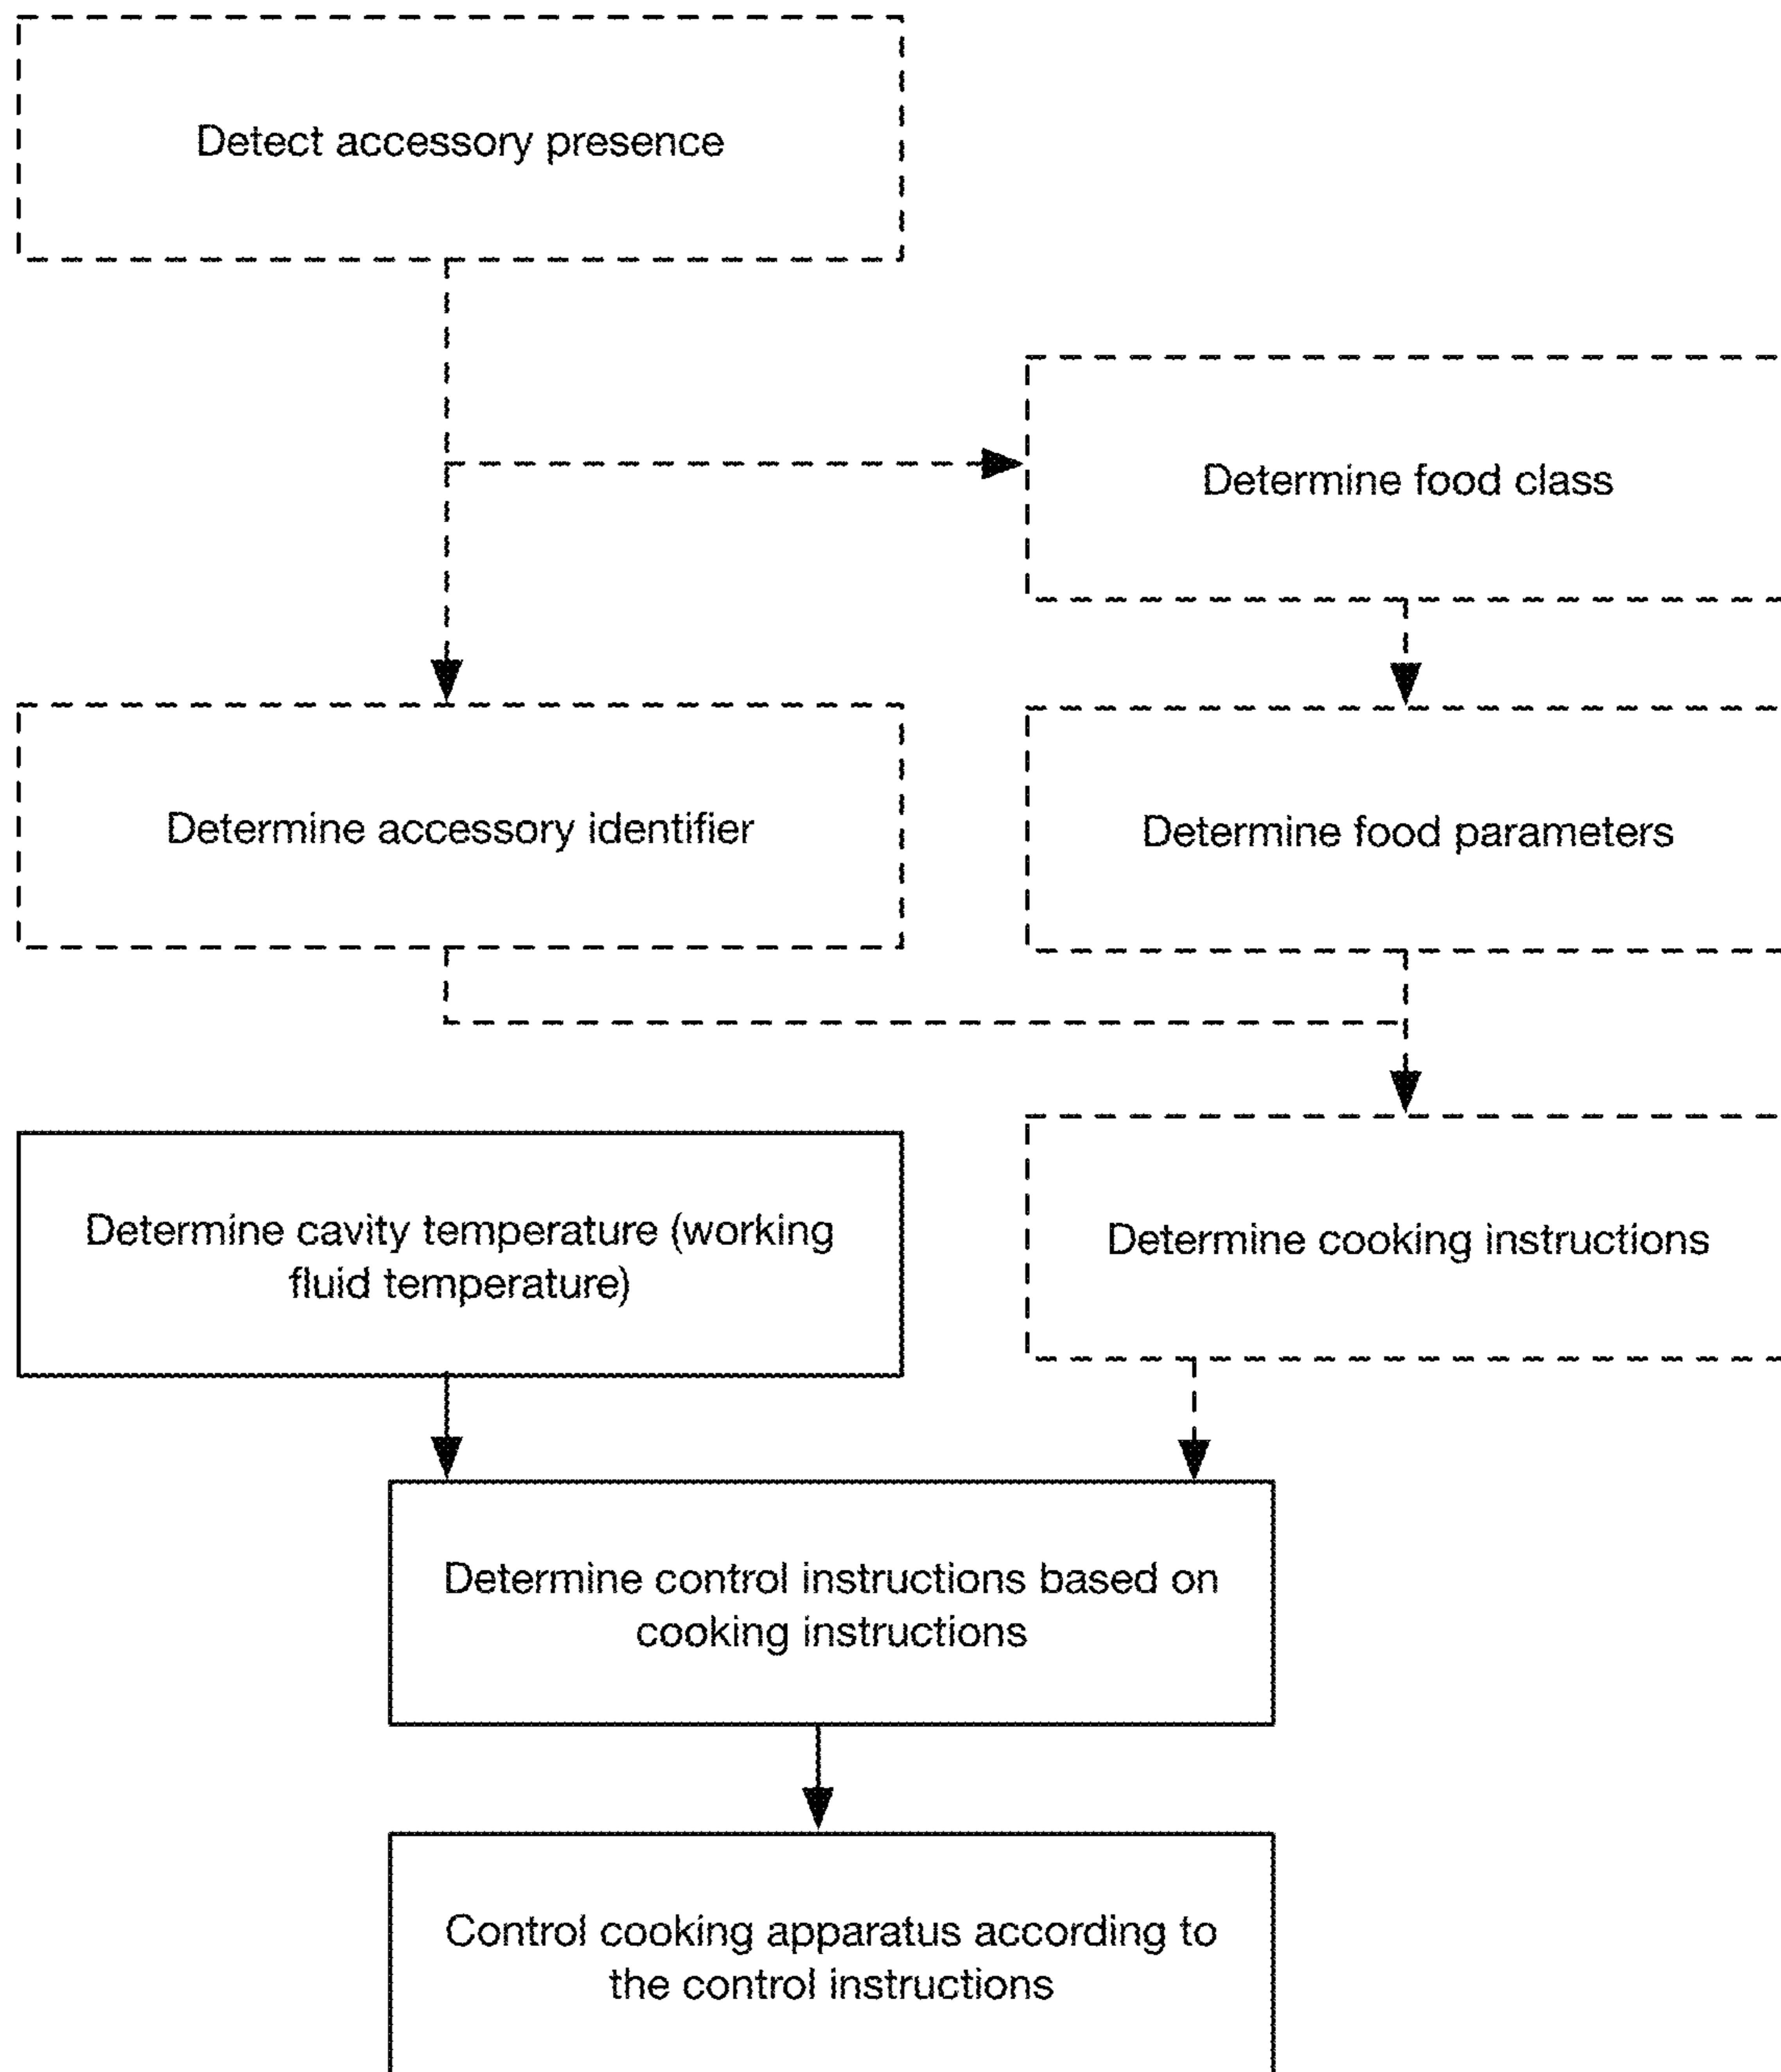 Detect accessory presence
Determine food class
Determine accessory identifier
Determine food parameters
Determine cavity temperature (working
fluid temperature)
Determine cooking instructions
Determine control instructions based on
cooking instructions
Control cooking apparatus according to
the control instructions